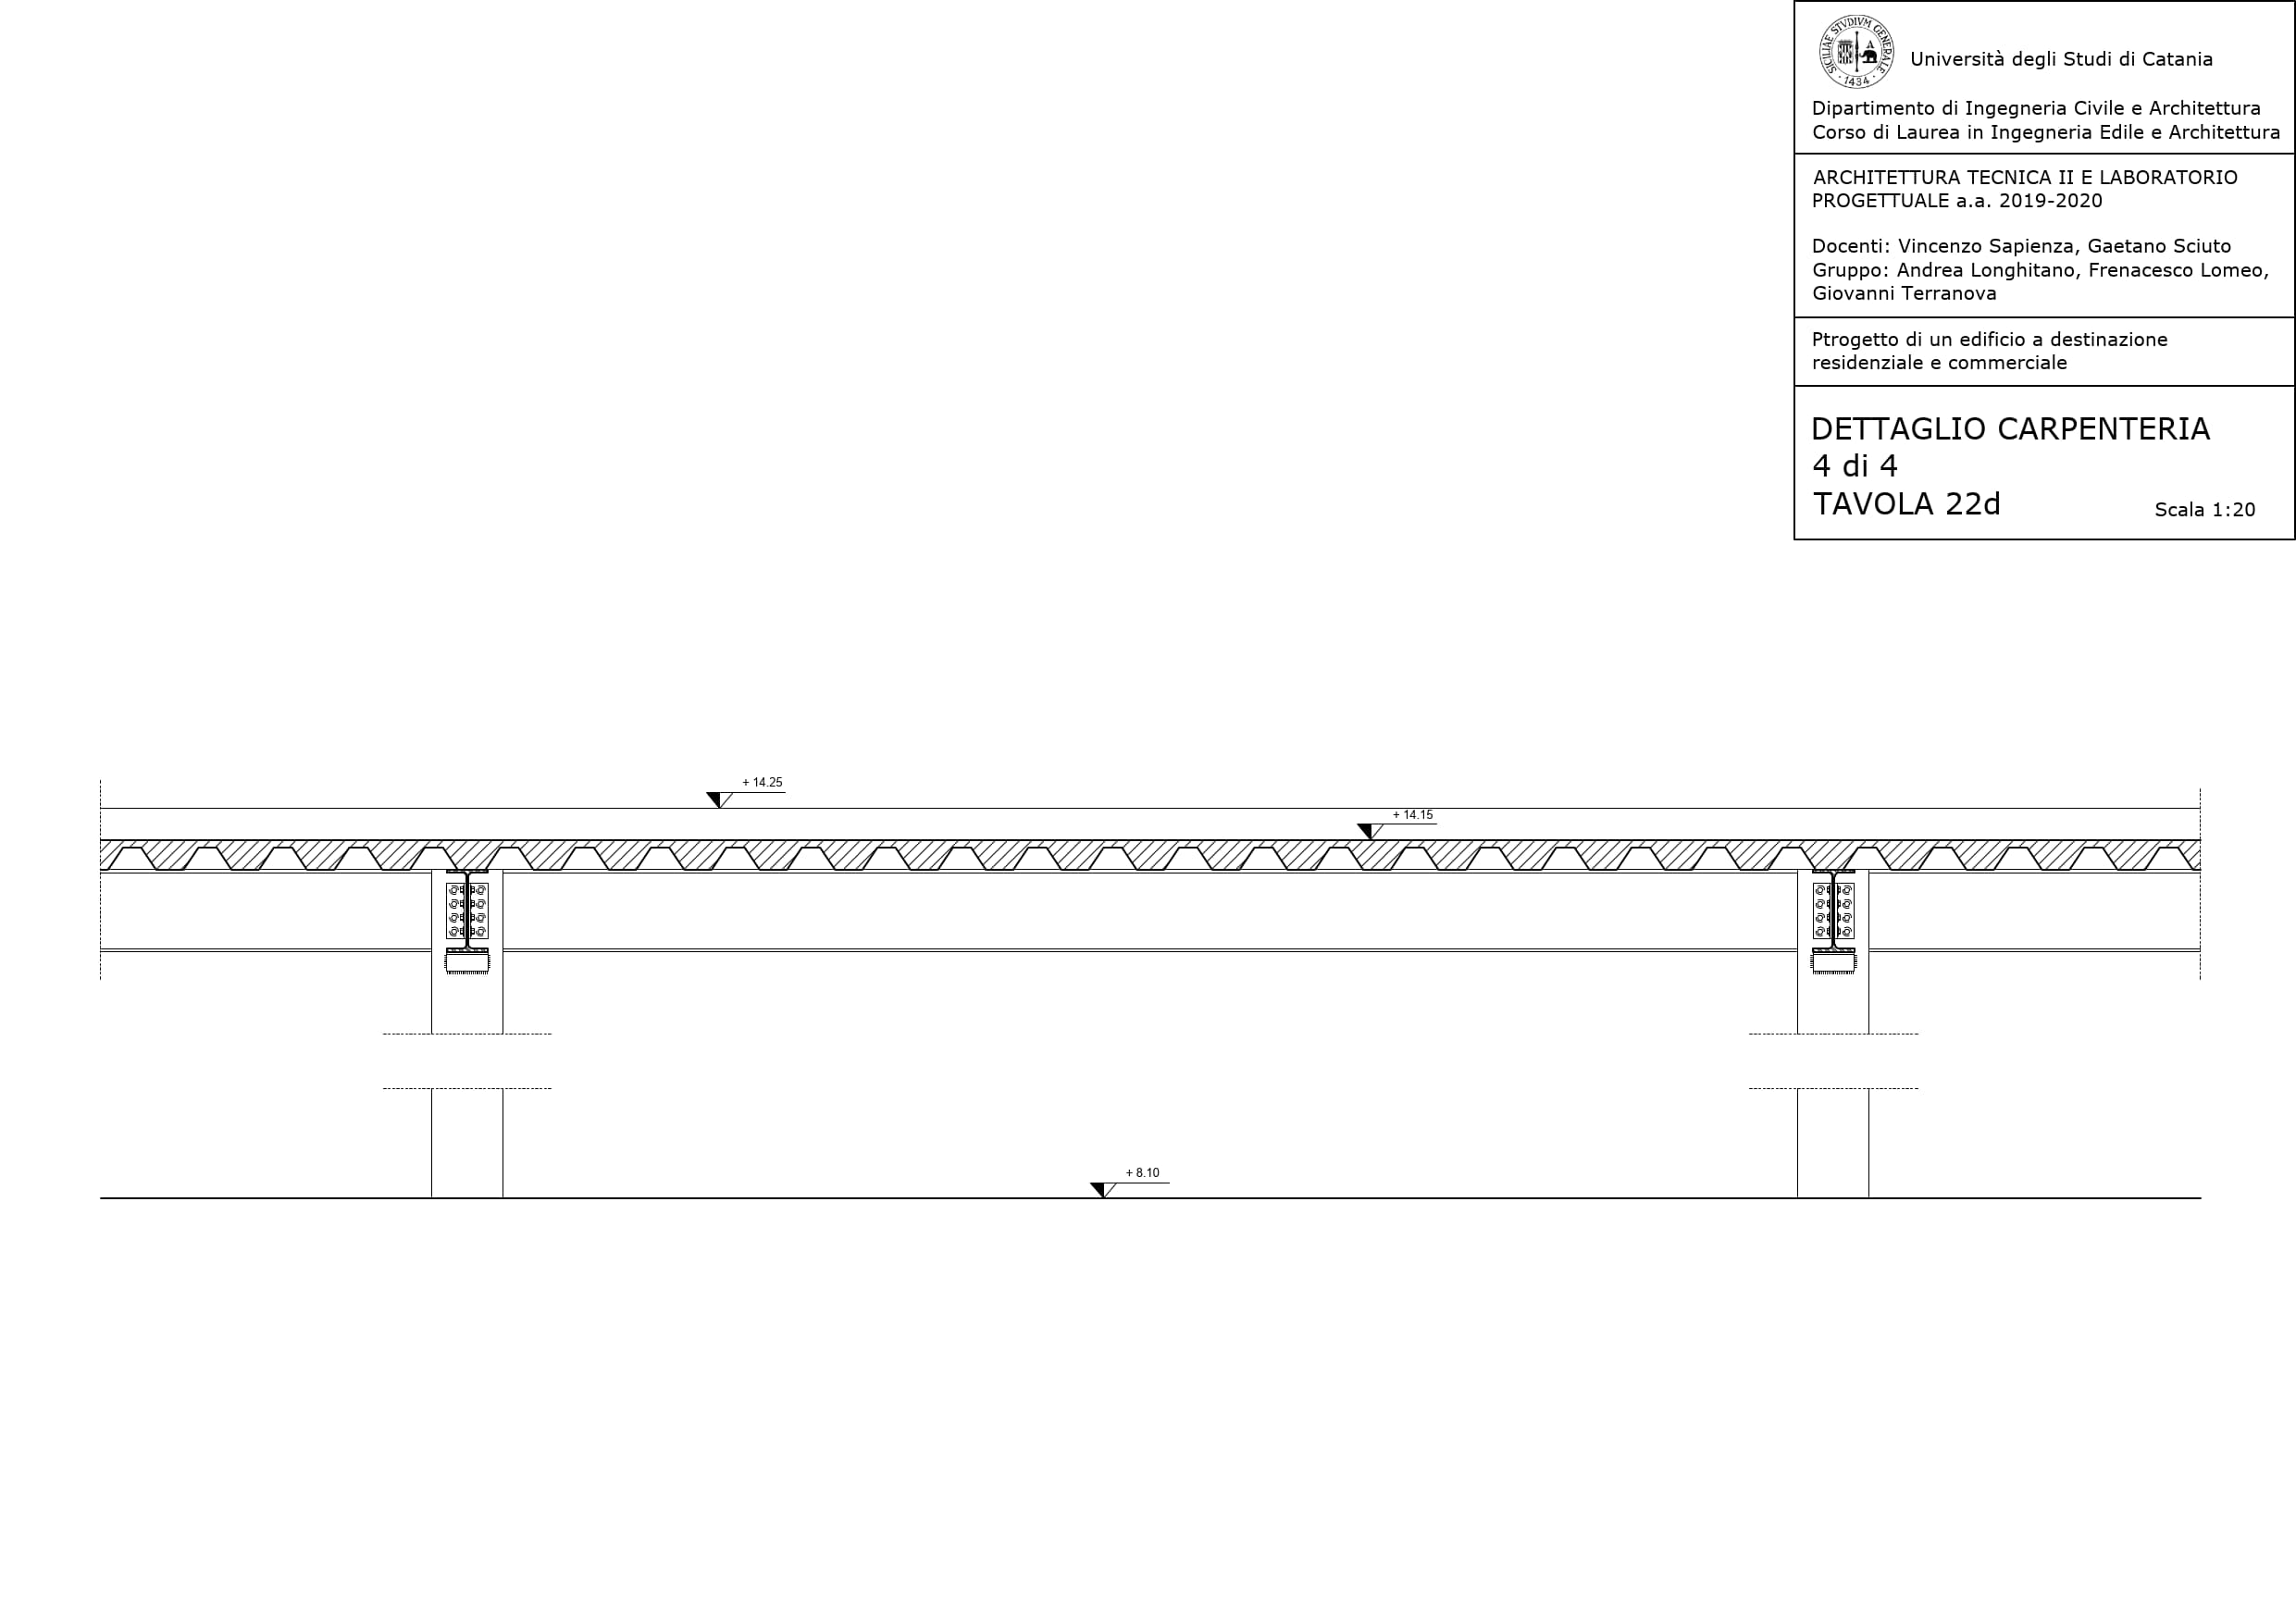 SICILIAE STVDIVM GENERALE
· 1434 ·
Università degli Studi di Catania
Dipartimento di Ingegneria Civile e Architettura
Corso di Laurea in Ingegneria Edile e Architettura
ARCHITETTURA TECNICA II E LABORATORIO
PROGETTUALE a.a. 2019-2020
Docenti: Vincenzo Sapienza, Gaetano Sciuto
Gruppo: Andrea Longhitano, Frenacesco Lomeo,
Giovanni Terranova
Ptrogetto di un edificio a destinazione
residenziale e commerciale
DETTAGLIO CARPENTERIA
4 di 4
TAVOLA 22d
Scala 1:20
+ 14.25
+ 14.15
+ 8.10